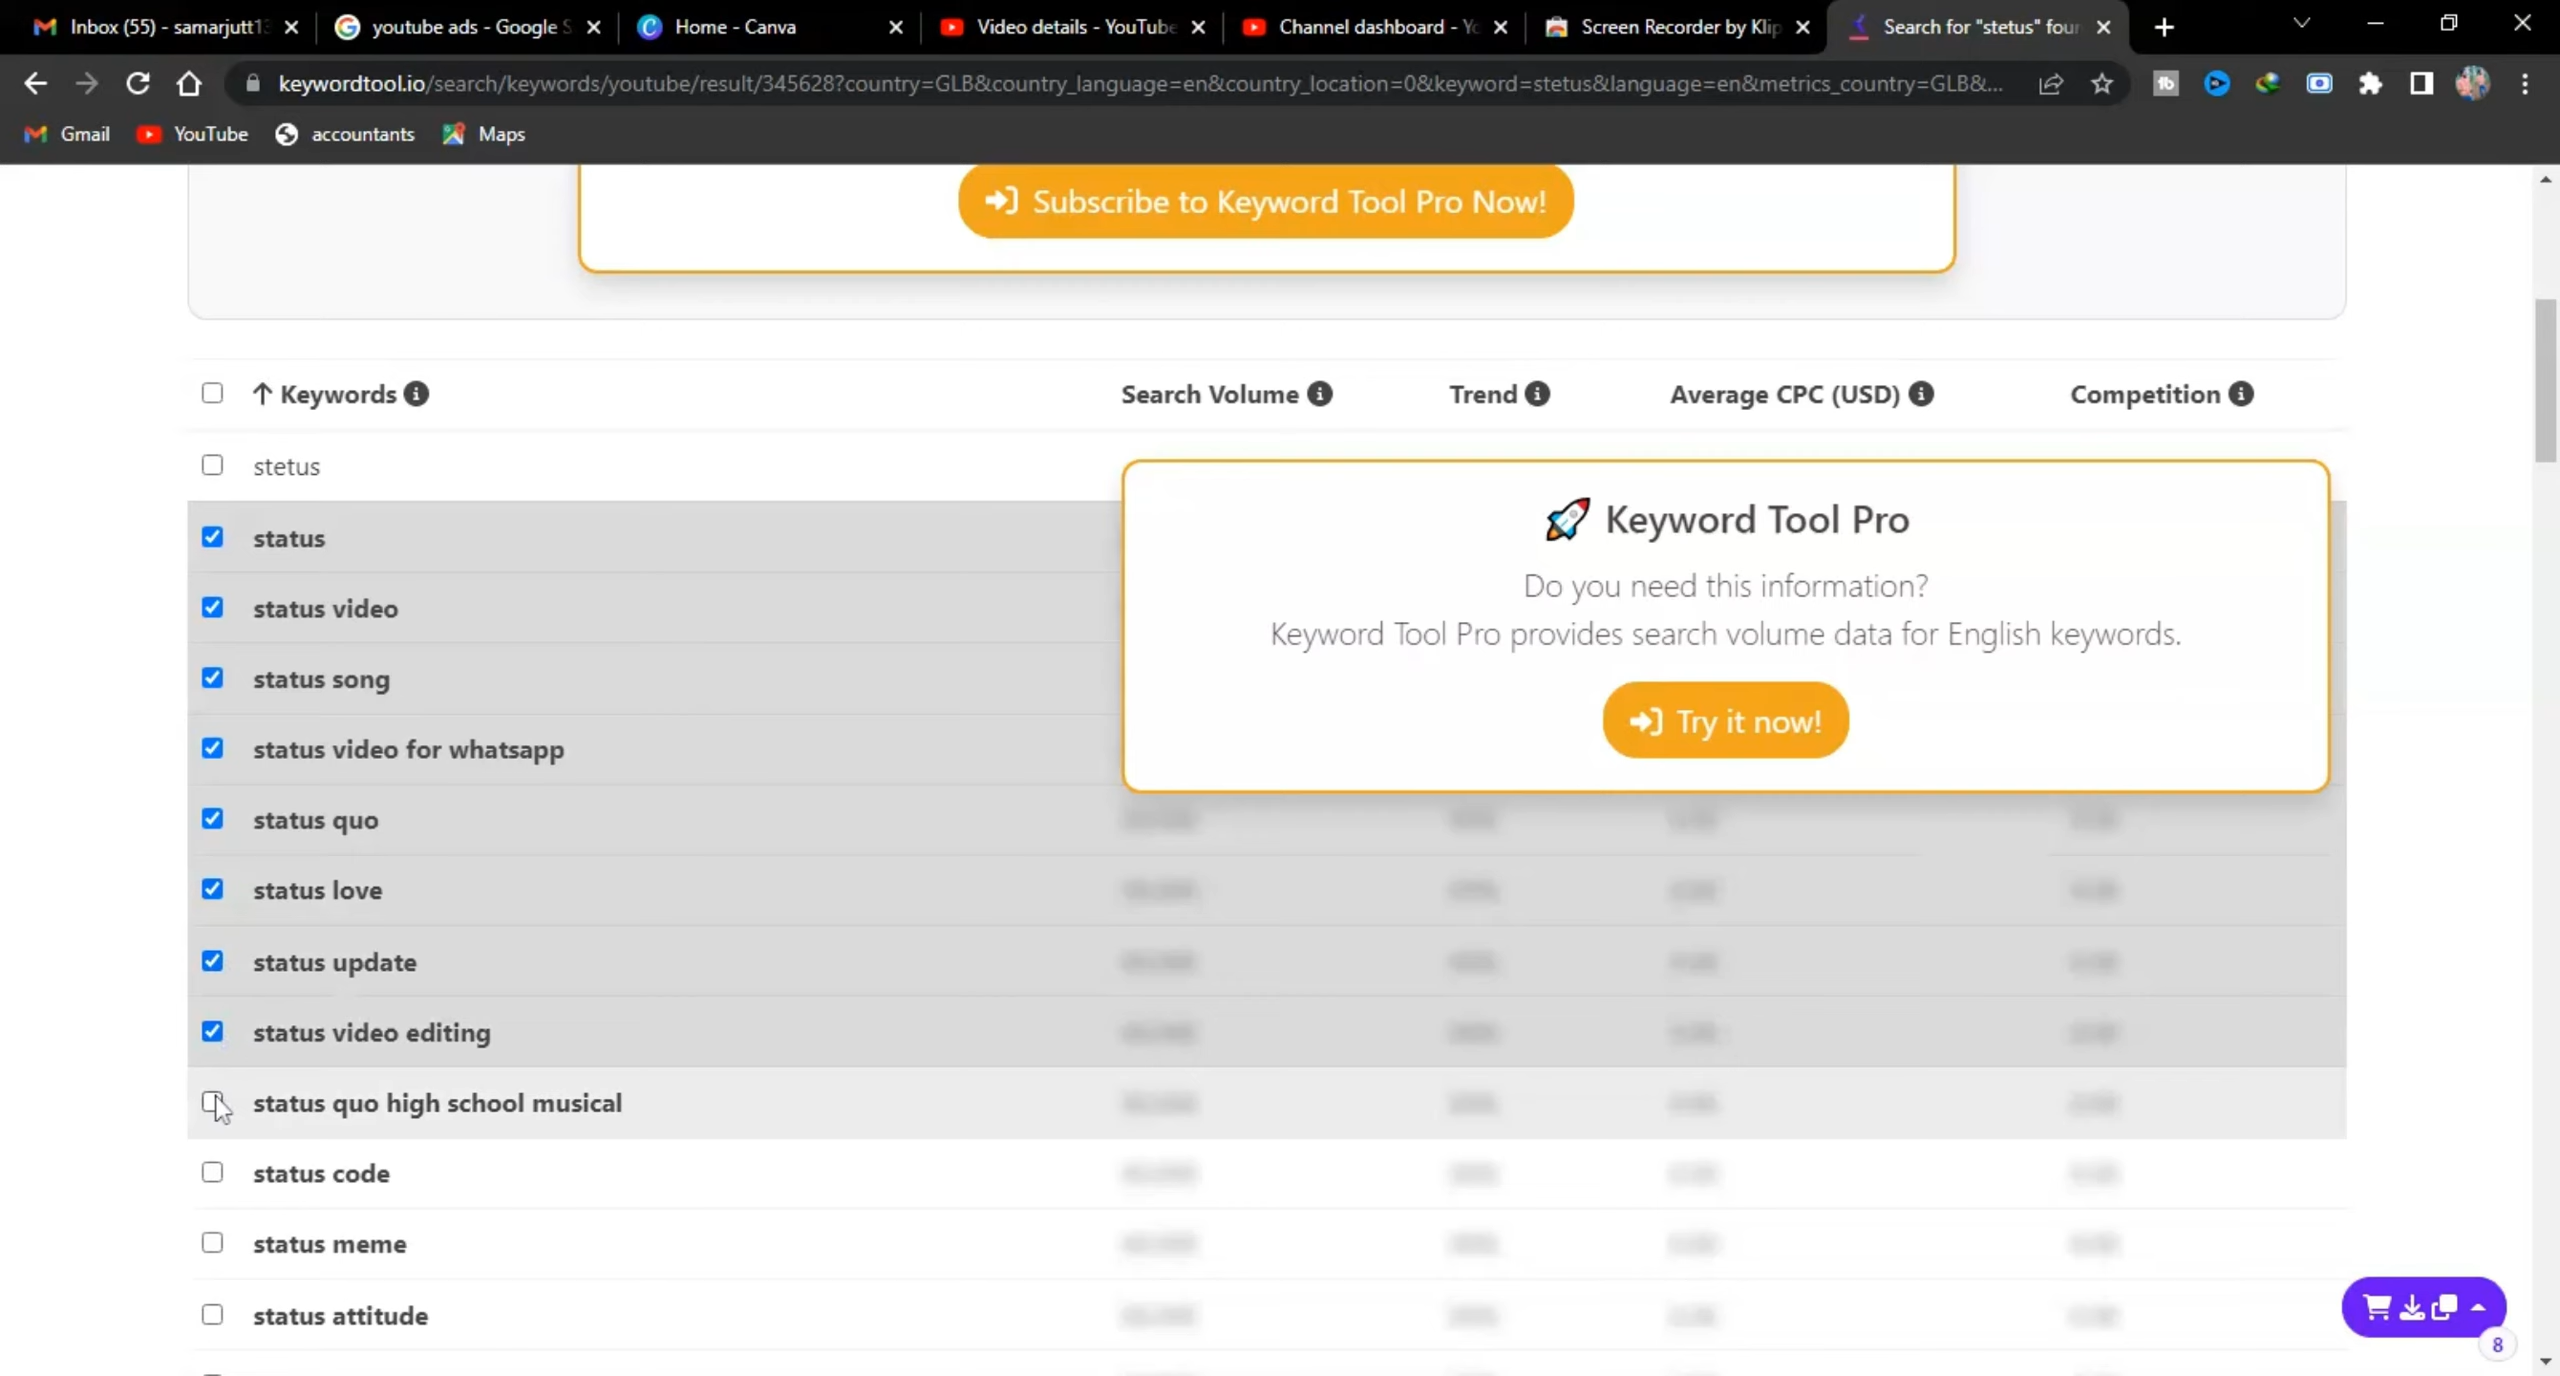 Inbox (55) - samarjutt13
youtube ads - Google S
Home - Canva
Video details - YouTube
Channel dashboard - Yo
Screen Recorder by Klip
Search for "stetus" four
keywordtool.io/search/keywords/youtube/result/345628?country=GLB&country_language=en&country_location=0&keyword=stetus&language=en&metrics_country=GLB&...
Gmail
YouTube
accountants
Maps
Subscribe to Keyword Tool Pro Now!
Keywords
Search Volume
Trend
Average CPC (USD)
Competition
stetus
status
status video
status song
status video for whatsapp
status quo
status love
status update
status video editing
status quo high school musical
status code
status meme
status attitude
Keyword Tool Pro
Do you need this information?
Keyword Tool Pro provides search volume data for English keywords.
Try it now!
8